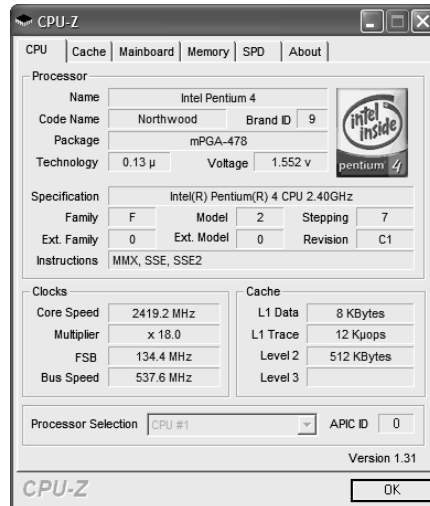 CPU-Z
CPU Cache Mainboard Memory SPD About
Processor
Name Intel Pentium 4
Code Name Northwood Brand ID 9
Package mPGA-478
Technology 0.13 µ Voltage 1.552 v
intel inside
pentium 4
Specification Intel(R) Pentium(R) 4 CPU 2.40GHz
Family F Model 2 Stepping 7
Ext. Family 0 Ext. Model 0 Revision C1
Instructions MMX, SSE, SSE2
Clocks
Core Speed 2419.2 MHz
Multiplier x 18.0
FSB 134.4 MHz
Bus Speed 537.6 MHz
Cache
L1 Data 8 KBytes
L1 Trace 12 Kµops
Level 2 512 KBytes
Level 3
Processor Selection CPU #1 APIC ID 0
Version 1.31
CPU-Z OK